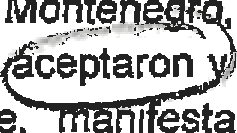 Montenegro,
aceptaron y
e. manifesta